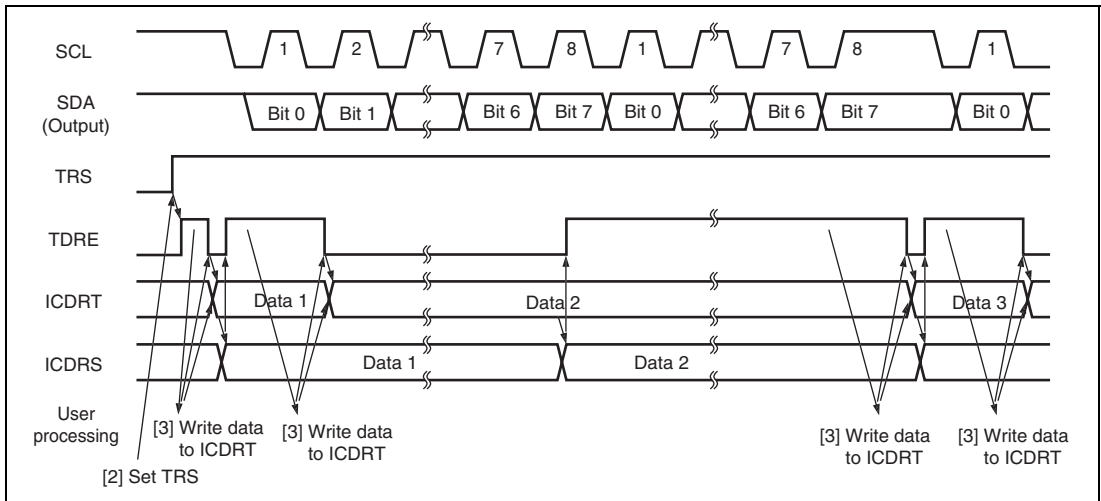 SCL
1
2
7
8
1
7
8
1
SDA
(Output)
Bit 0
Bit 1
Bit 6
Bit 7
Bit 0
Bit 6
Bit 7
Bit 0
TRS
TDRE
ICDRT
Data 1
Data 2
Data 3
ICDRS
Data 1
Data 2
User
processing
[3] Write data
to ICDRT
[3] Write data
to ICDRT
[3] Write data
to ICDRT
[3] Write data
to ICDRT
[2] Set TRS